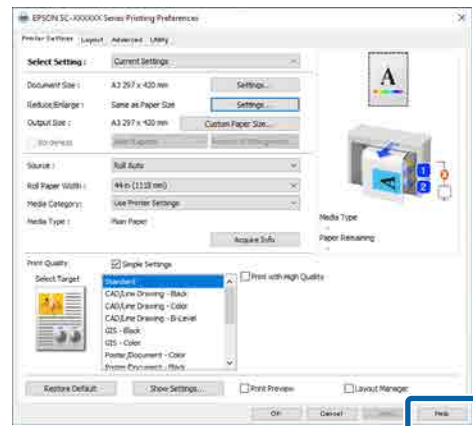 EPSON SC-XXXXXX Series Printing Preferences
Printer Settings Layout Advanced Utility
Select Setting : Current Settings
Document Size : A3 297 x 420 mm Settings...
Reduce/Enlarge : Same as Paper Size Settings...
Output Size : A3 297 x 420 mm Custom Paper Size...
Borderless
Source : Roll Auto
Roll Paper Width : 44 in (1118 mm)
Media Category : Use Printer Settings
Media Type : Plain Paper
Acquire Info
A
1
2
Media Type
-
Paper Remaining
-
Print Quality Simple Settings
Select Target
Standard
CAD/Line Drawing - Black
CAD/Line Drawing - Color
CAD/Line Drawing - Bi-Level
GIS - Black
GIS - Color
Poster/Document - Color
Poster/Document - Black
Print with High Quality
Restore Default Show Settings... Print Preview Layout Manager
OK Cancel Help